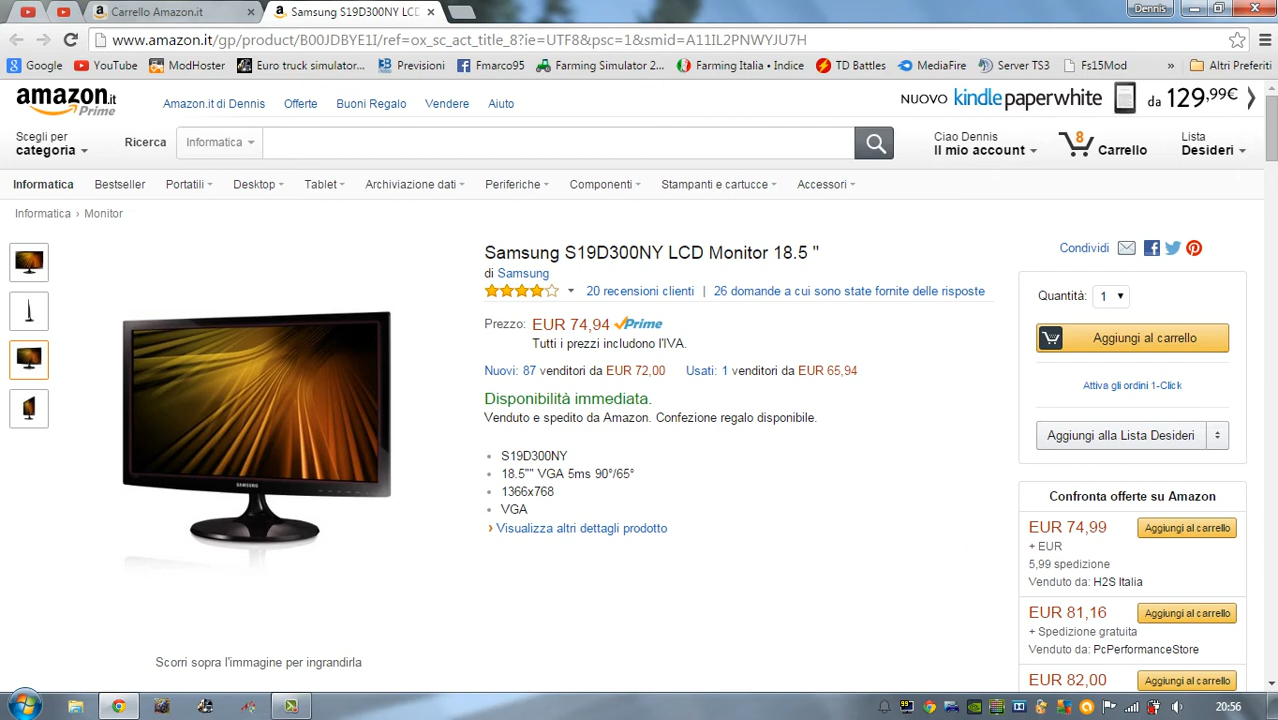 Carrello Amazon.it
Samsung S19D300NY LCD
Dennis
www.amazon.it/gp/product/B00JDBYE1I/ref=ox_sc_act_title_8?ie=UTF8&psc=1&smid=A11IL2PNWYJU7H
Google YouTube ModHoster Euro truck simulator... Previsioni Fmarco95 Farming Simulator 2... Farming Italia • Indice TD Battles MediaFire Server TS3 Fs15Mod » Altri Preferiti
amazon.it
Prime
Amazon.it di Dennis Offerte Buoni Regalo Vendere Aiuto
NUOVO kindle paperwhite da 129,99€
Scegli per
categoria
Ricerca
Informatica
Ciao Dennis
Il mio account
8
Carrello
Lista
Desideri
Informatica Bestseller Portatili Desktop Tablet Archiviazione dati Periferiche Componenti Stampanti e cartucce Accessori
Informatica › Monitor
Samsung S19D300NY LCD Monitor 18.5 "
di Samsung
20 recensioni clienti | 26 domande a cui sono state fornite delle risposte
Prezzo: EUR 74,94 Prime
Tutti i prezzi includono l'IVA.
Nuovi: 87 venditori da EUR 72,00 Usati: 1 venditori da EUR 65,94
Disponibilità immediata.
Venduto e spedito da Amazon. Confezione regalo disponibile.
• S19D300NY
• 18.5"" VGA 5ms 90°/65°
• 1366x768
• VGA
› Visualizza altri dettagli prodotto
SAMSUNG
Scorri sopra l'immagine per ingrandirla
Condividi
Quantità: 1
Aggiungi al carrello
Attiva gli ordini 1-Click
Aggiungi alla Lista Desideri
Confronta offerte su Amazon
EUR 74,99 Aggiungi al carrello
+ EUR
5,99 spedizione
Venduto da: H2S Italia
EUR 81,16 Aggiungi al carrello
+ Spedizione gratuita
Venduto da: PcPerformanceStore
EUR 82,00 Aggiungi al carrello
99
20:56